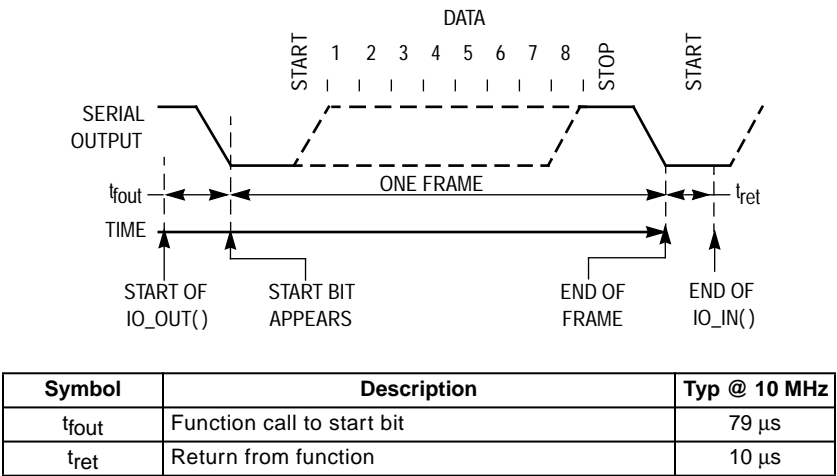 DATA
START 1 2 3 4 5 6 7 8 STOP START
SERIAL
OUTPUT
tfout
ONE FRAME
tret
TIME
START OF
IO_OUT( )
START BIT
APPEARS
END OF
FRAME
END OF
IO_IN( )
Symbol Description Typ @ 10 MHz
tfout Function call to start bit 79 μs
tret Return from function 10 μs